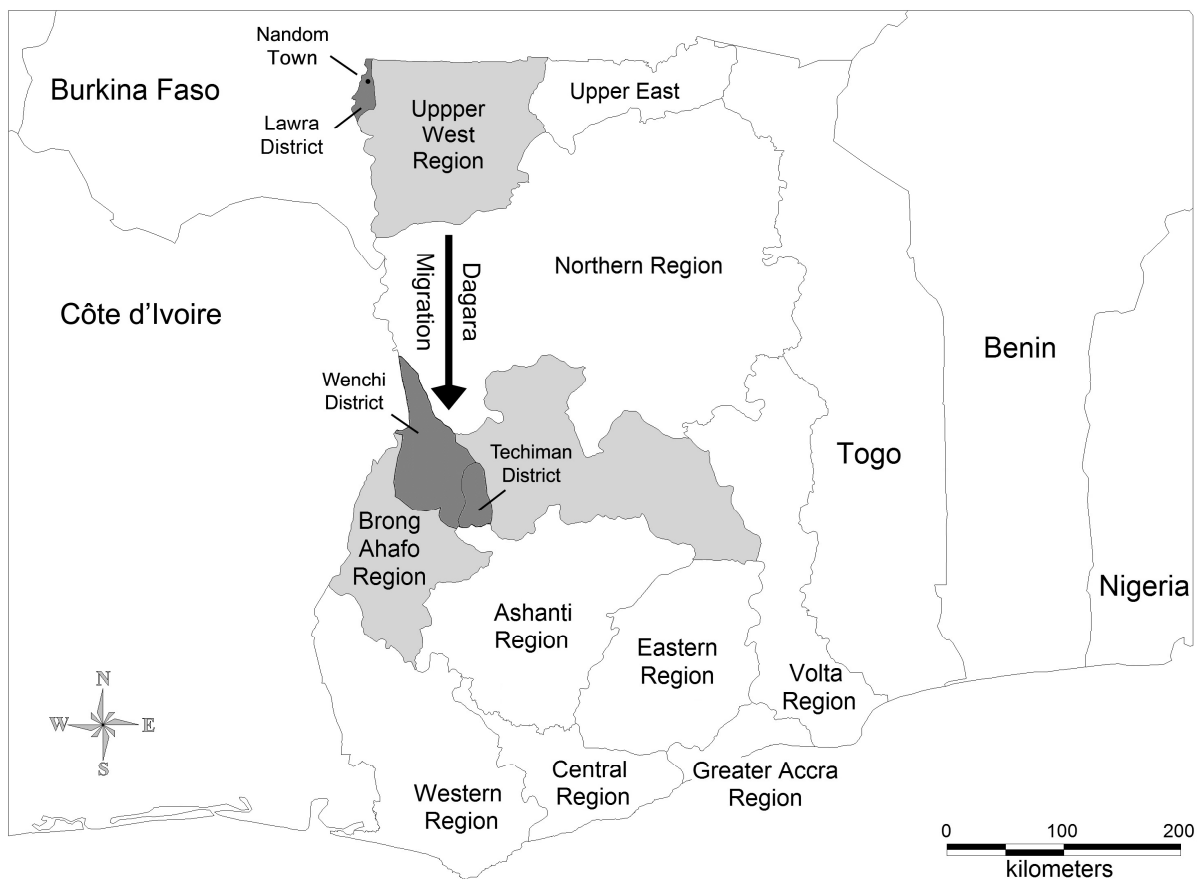 Nandom
Town
Burkina Faso
Lawra
District
Uppper
West
Region
Upper East
Northern Region
Dagara
Migration
Côte d’Ivoire
Benin
Wenchi
District
Techiman
District
Togo
Brong
Ahafo
Region
Nigeria
Ashanti
Region
Eastern
Region
Volta
Region
N
W
E
S
Western
Region
Central
Region
Greater Accra
Region
0 100 200
kilometers